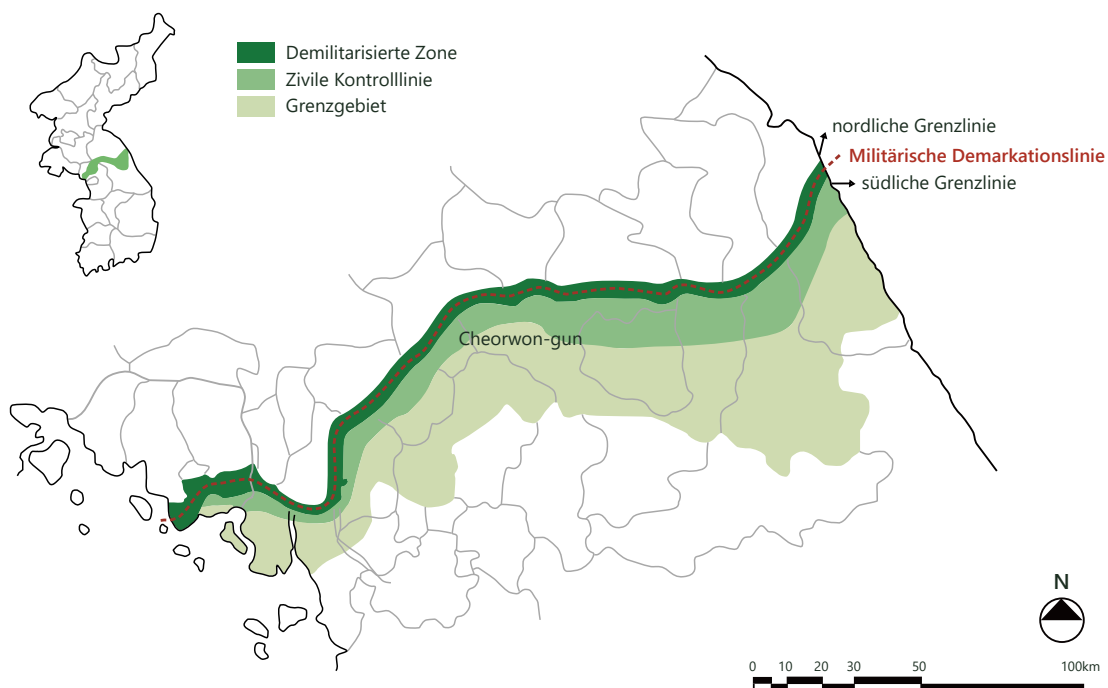 Demilitarisierte Zone
Zivile Kontrolllinie
Grenzgebiet
nordliche Grenzlinie
Militärische Demarkationslinie
südliche Grenzlinie
Cheorwon-gun
N
0 10 20 30 50 100km